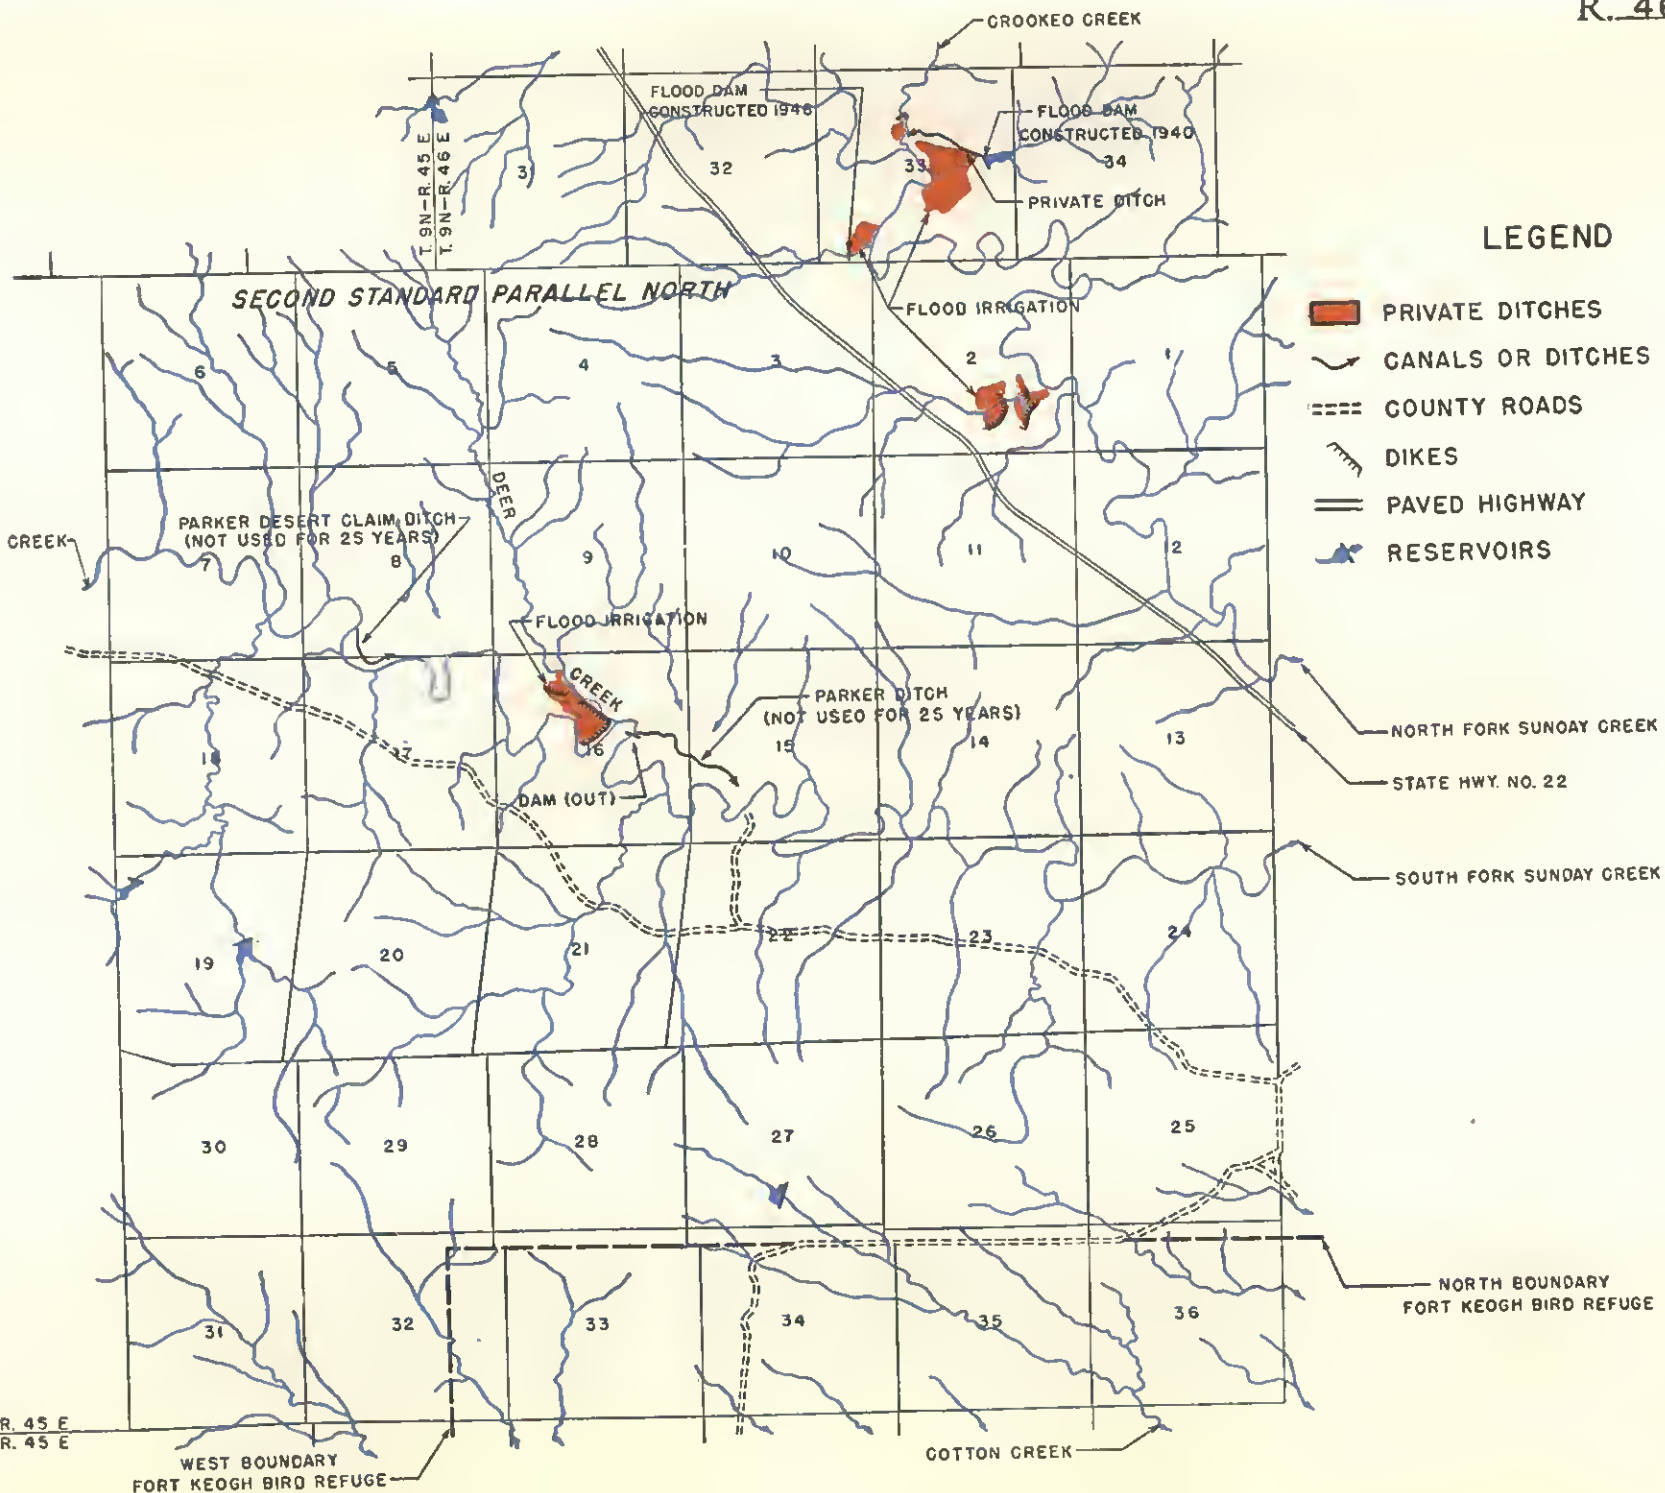 R. 46
CROOKED CREEK
FLOOD DAM
CONSTRUCTED 1946
FLOOD DAM
CONSTRUCTED 1940
T. 9N-R. 45 E
T. 9N-R. 46 E
3
32
33
34
PRIVATE DITCH
LEGEND
SECOND STANDARD PARALLEL NORTH
FLOOD IRRIGATION
PRIVATE DITCHES
CANALS OR DITCHES
COUNTY ROADS
DIKES
PAVED HIGHWAY
RESERVOIRS
6
5
4
3
2
1
DEER
PARKER DESERT CLAIM DITCH
(NOT USED FOR 25 YEARS)
CREEK
7
8
9
10
11
12
FLOOD IRRIGATION
CREEK
PARKER DITCH
(NOT USED FOR 25 YEARS)
NORTH FORK SUNDAY CREEK
18
17
16
15
14
13
DAM (OUT)
STATE HWY. NO. 22
SOUTH FORK SUNDAY CREEK
19
20
21
22
23
24
30
29
28
27
26
25
NORTH BOUNDARY
FORT KEOGH BIRD REFUGE
31
32
33
34
35
36
R. 45 E
R. 45 E
WEST BOUNDARY
FORT KEOGH BIRD REFUGE
COTTON CREEK